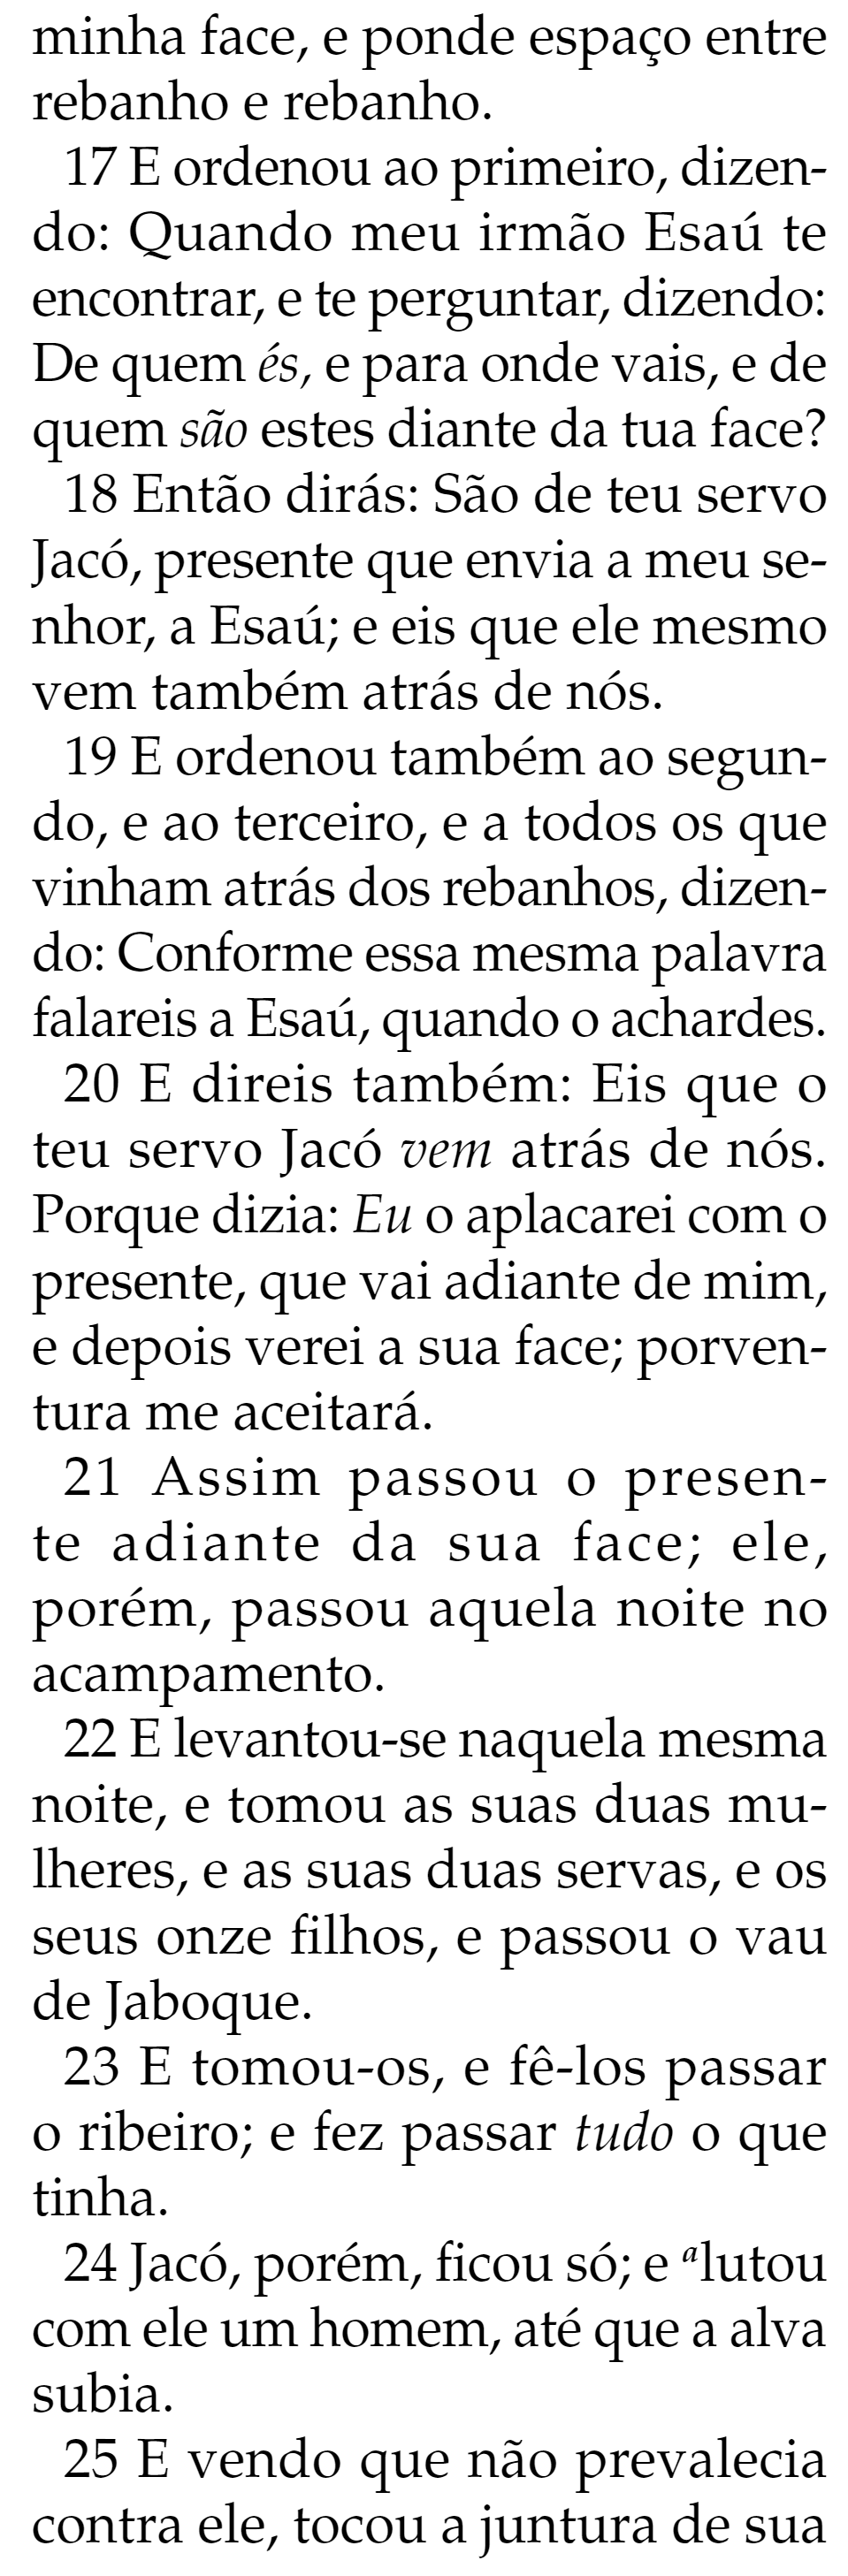 minha face, e ponde espaço entre
rebanho e rebanho.
17 E ordenou ao primeiro, dizen-
do: Quando meu irmão Esaú te
encontrar, e te perguntar, dizendo:
De quem és, e para onde vais, e de
quem são estes diante da tua face?
18 Então dirás: São de teu servo
Jacó, presente que envia a meu se-
nhor, a Esaú; e eis que ele mesmo
vem também atrás de nós.
19 E ordenou também ao segun-
do, e ao terceiro, e a todos os que
vinham atrás dos rebanhos, dizen-
do: Conforme essa mesma palavra
falareis a Esaú, quando o achardes.
20 E direis também: Eis que o
teu servo Jacó vem atrás de nós.
Porque dizia: Eu o aplacarei com o
presente, que vai adiante de mim,
e depois verei a sua face; porven-
tura me aceitará.
21 Assim passou o presen-
te adiante da sua face; ele,
porém, passou aquela noite no
acampamento.
22 E levantou-se naquela mesma
noite, e tomou as suas duas mu-
lheres, e as suas duas servas, e os
seus onze filhos, e passou o vau
de Jaboque.
23 E tomou-os, e fê-los passar
o ribeiro; e fez passar tudo o que
tinha.
24 Jacó, porém, ficou só; e alutou
com ele um homem, até que a alva
subia.
25 E vendo que não prevalecia
contra ele, tocou a juntura de sua